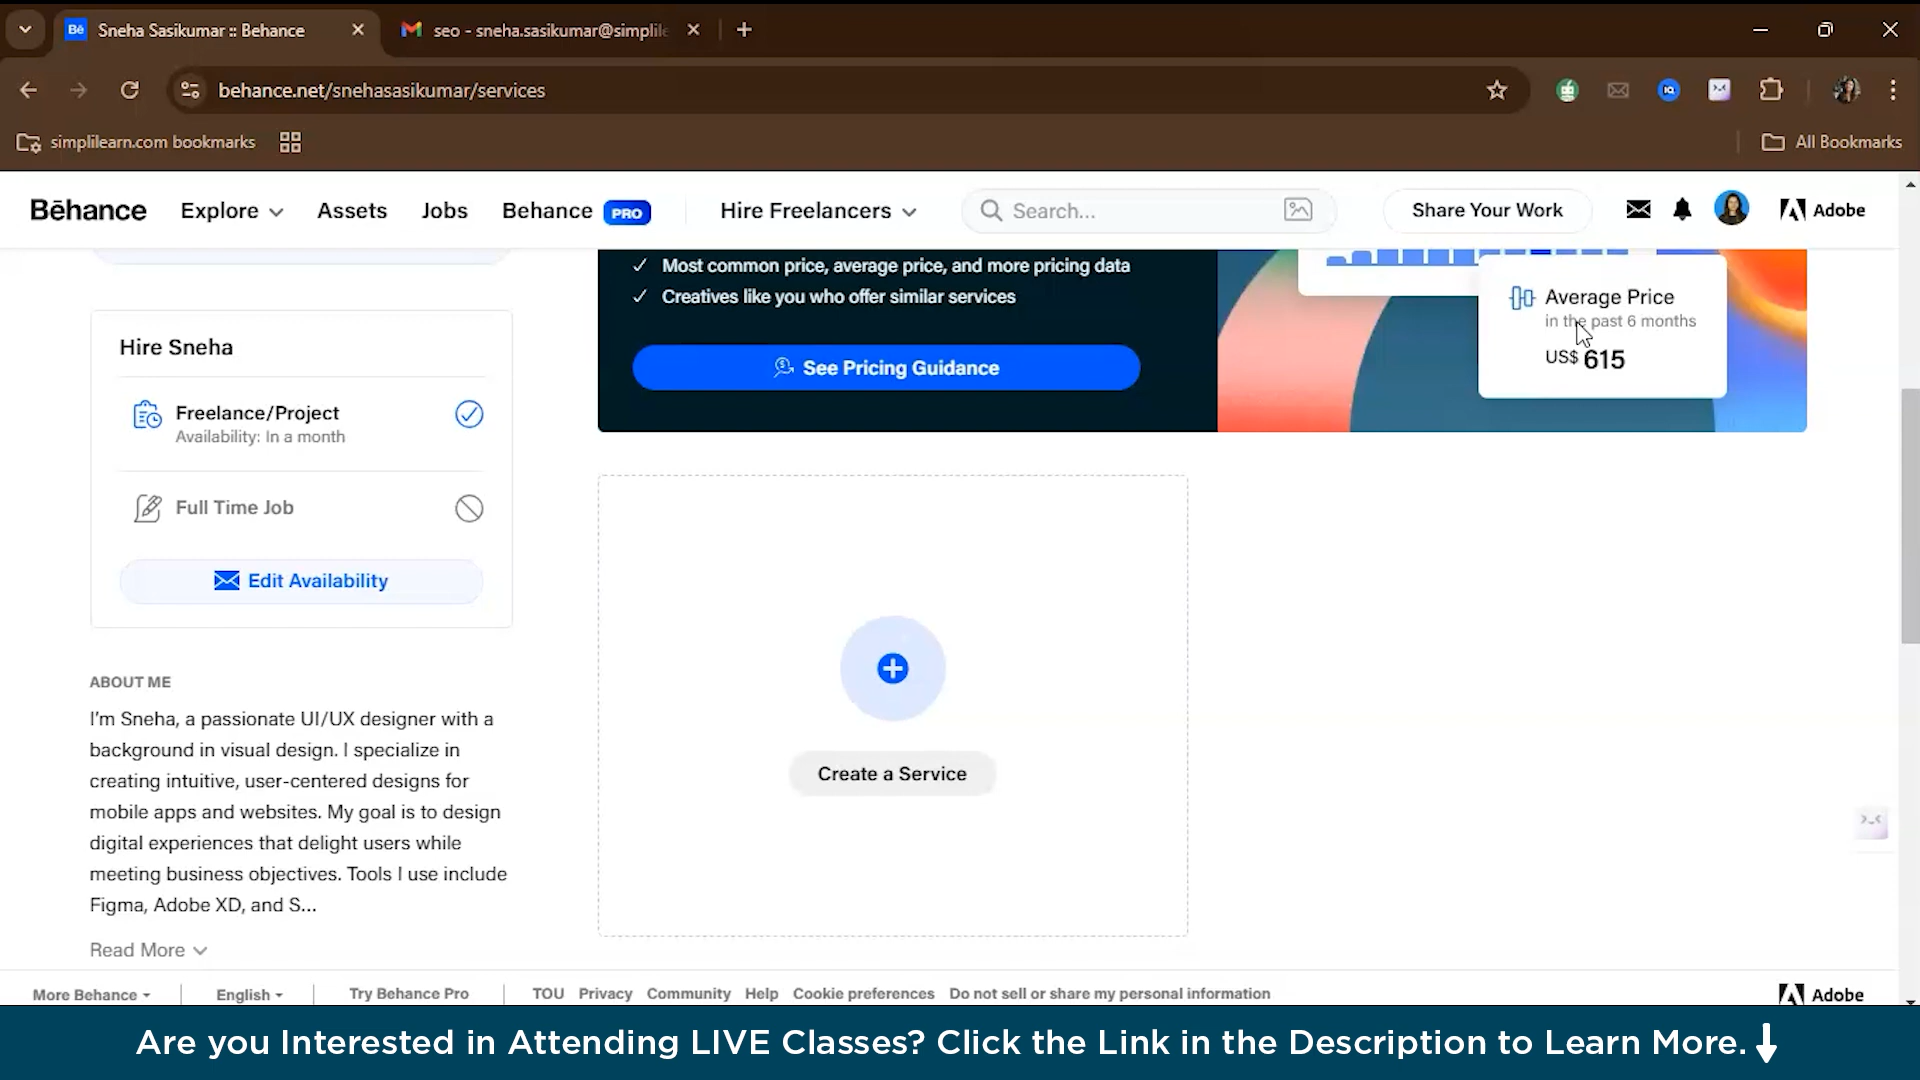 Bē Sneha Sasikumar :: Behance
seo - sneha.sasikumar@simplile
behance.net/snehasasikumar/services
simplilearn.com bookmarks
All Bookmarks
Bēhance
Explore
Assets
Jobs
Behance PRO
Hire Freelancers
Search...
Share Your Work
Adobe
Most common price, average price, and more pricing data
Creatives like you who offer similar services
See Pricing Guidance
Average Price
in the past 6 months
US$ 615
Hire Sneha
Freelance/Project
Availability: In a month
Full Time Job
Edit Availability
Create a Service
ABOUT ME
I'm Sneha, a passionate UI/UX designer with a
background in visual design. I specialize in
creating intuitive, user-centered designs for
mobile apps and websites. My goal is to design
digital experiences that delight users while
meeting business objectives. Tools I use include
Figma, Adobe XD, and S...
Read More
More Behance
English
Try Behance Pro
TOU Privacy Community Help Cookie preferences Do not sell or share my personal information
Adobe
Are you Interested in Attending LIVE Classes? Click the Link in the Description to Learn More.